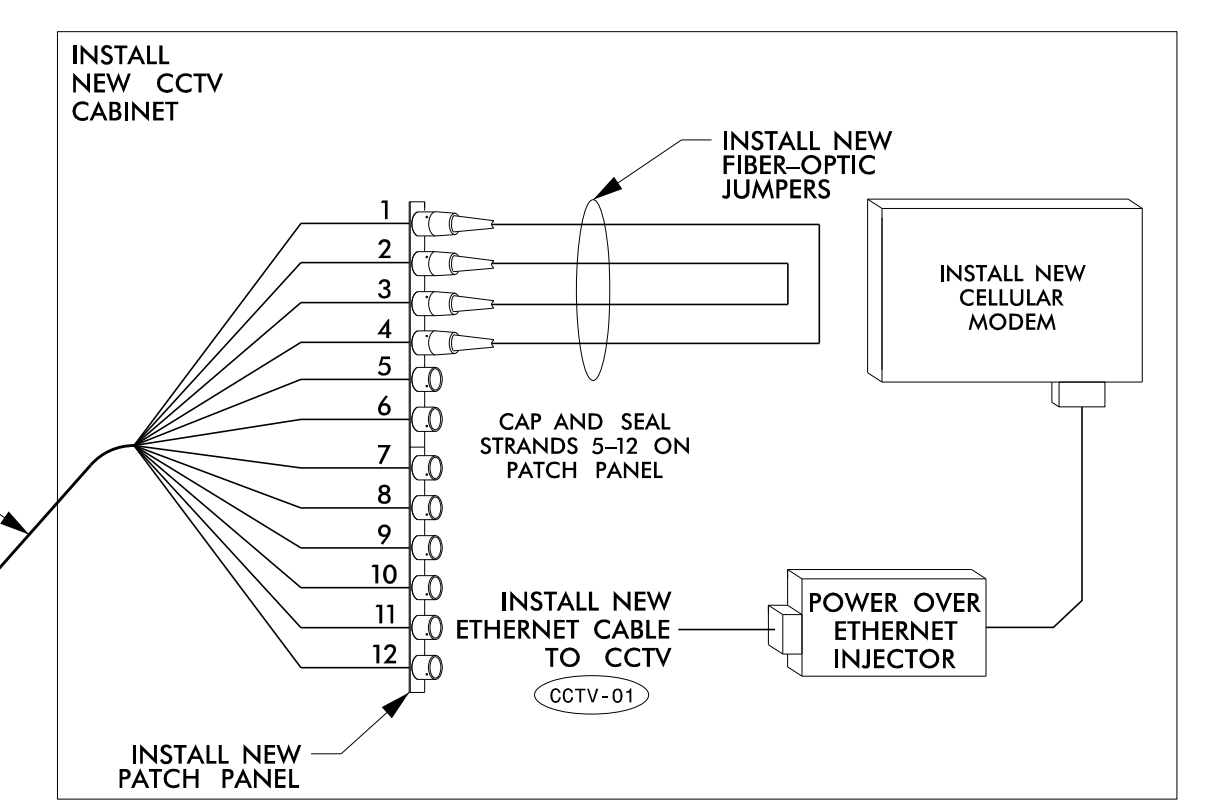 INSTALL
NEW CCTV
CABINET
INSTALL NEW
FIBER–OPTIC
JUMPERS
1
2
3
4
5
6
7
8
9
10
11
12
INSTALL NEW
CELLULAR
MODEM
CAP AND SEAL
STRANDS 5–12 ON
PATCH PANEL
INSTALL NEW
ETHERNET CABLE
TO CCTV
CCTV-01
POWER OVER
ETHERNET
INJECTOR
INSTALL NEW
PATCH PANEL